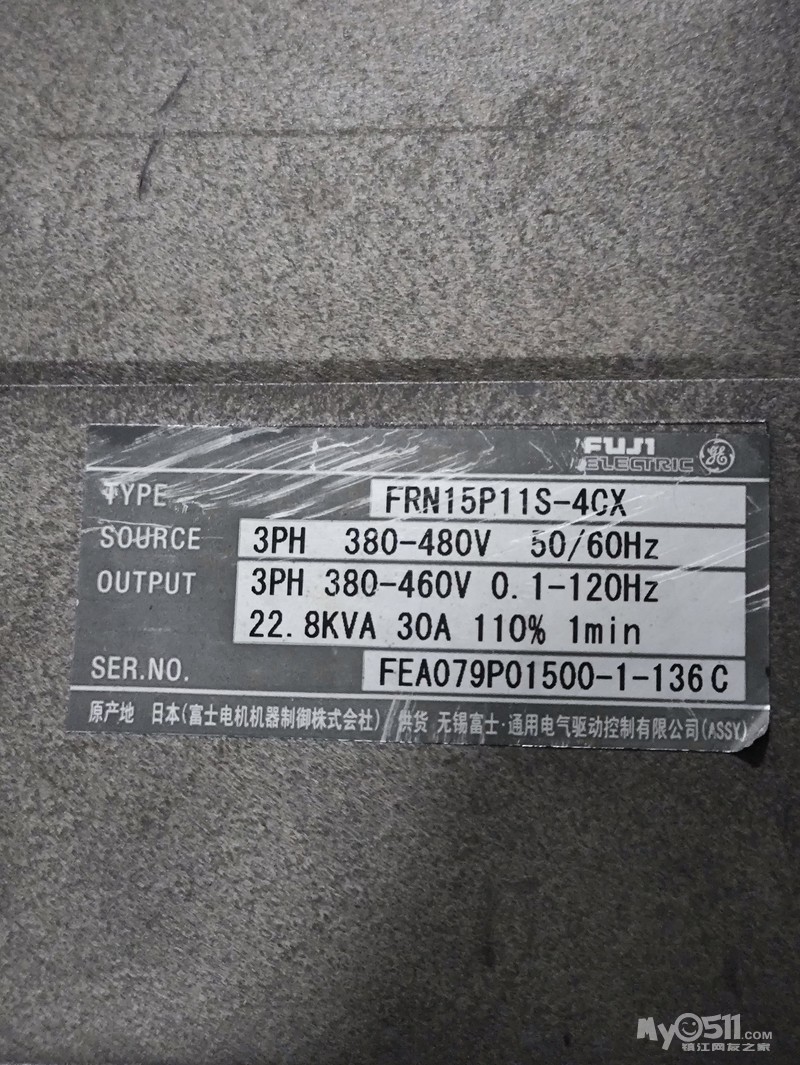 FUJI
ELECTRIC GE
TYPE FRN15P11S-4CX
SOURCE 3PH 380-480V 50/60Hz
OUTPUT 3PH 380-460V 0.1-120Hz
22.8KVA 30A 110% 1min
SER.NO. FEA079P01500-1-136C
原产地 日本(富士电机机器制御株式会社) 供货 无锡富士·通用电气驱动控制有限公司(ASSY)
My0511.COM
镇江网友之家